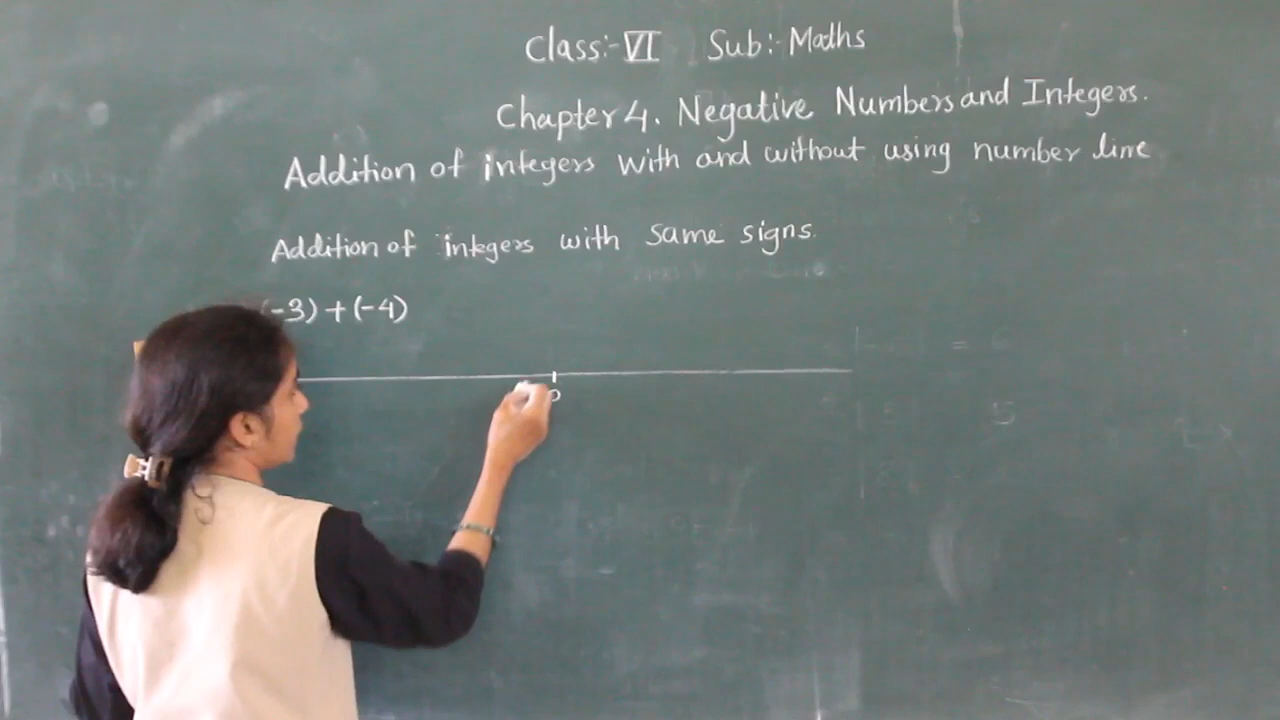 Class:- VI Sub:- Maths
Chapter 4. Negative Numbers and Integers.
Addition of integers with and without using number line
Addition of integers with same signs.
(-3) + (-4)
0
5